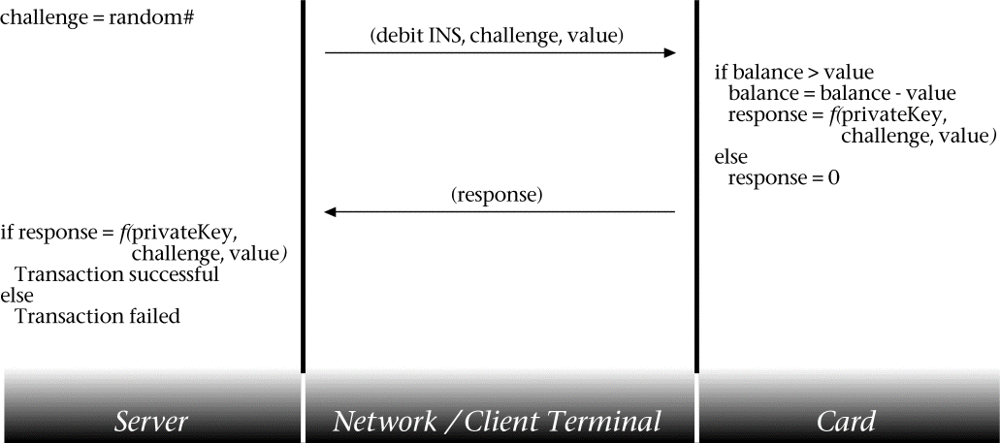 challenge = random#
(debit INS, challenge, value)
if balance > value
balance = balance - value
response = f(privateKey,
challenge, value)
else
response = 0
(response)
if response = f(privateKey,
challenge, value)
Transaction successful
else
Transaction failed
Server
Network / Client Terminal
Card